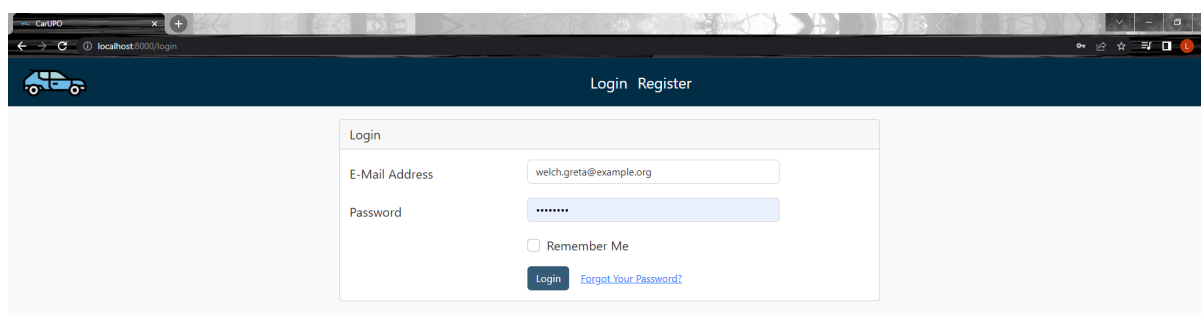 CarUPO
localhost:8000/login
L
Login Register
Login
E-Mail Address welch.greta@example.org
Password ••••••••
Remember Me
Login Forgot Your Password?